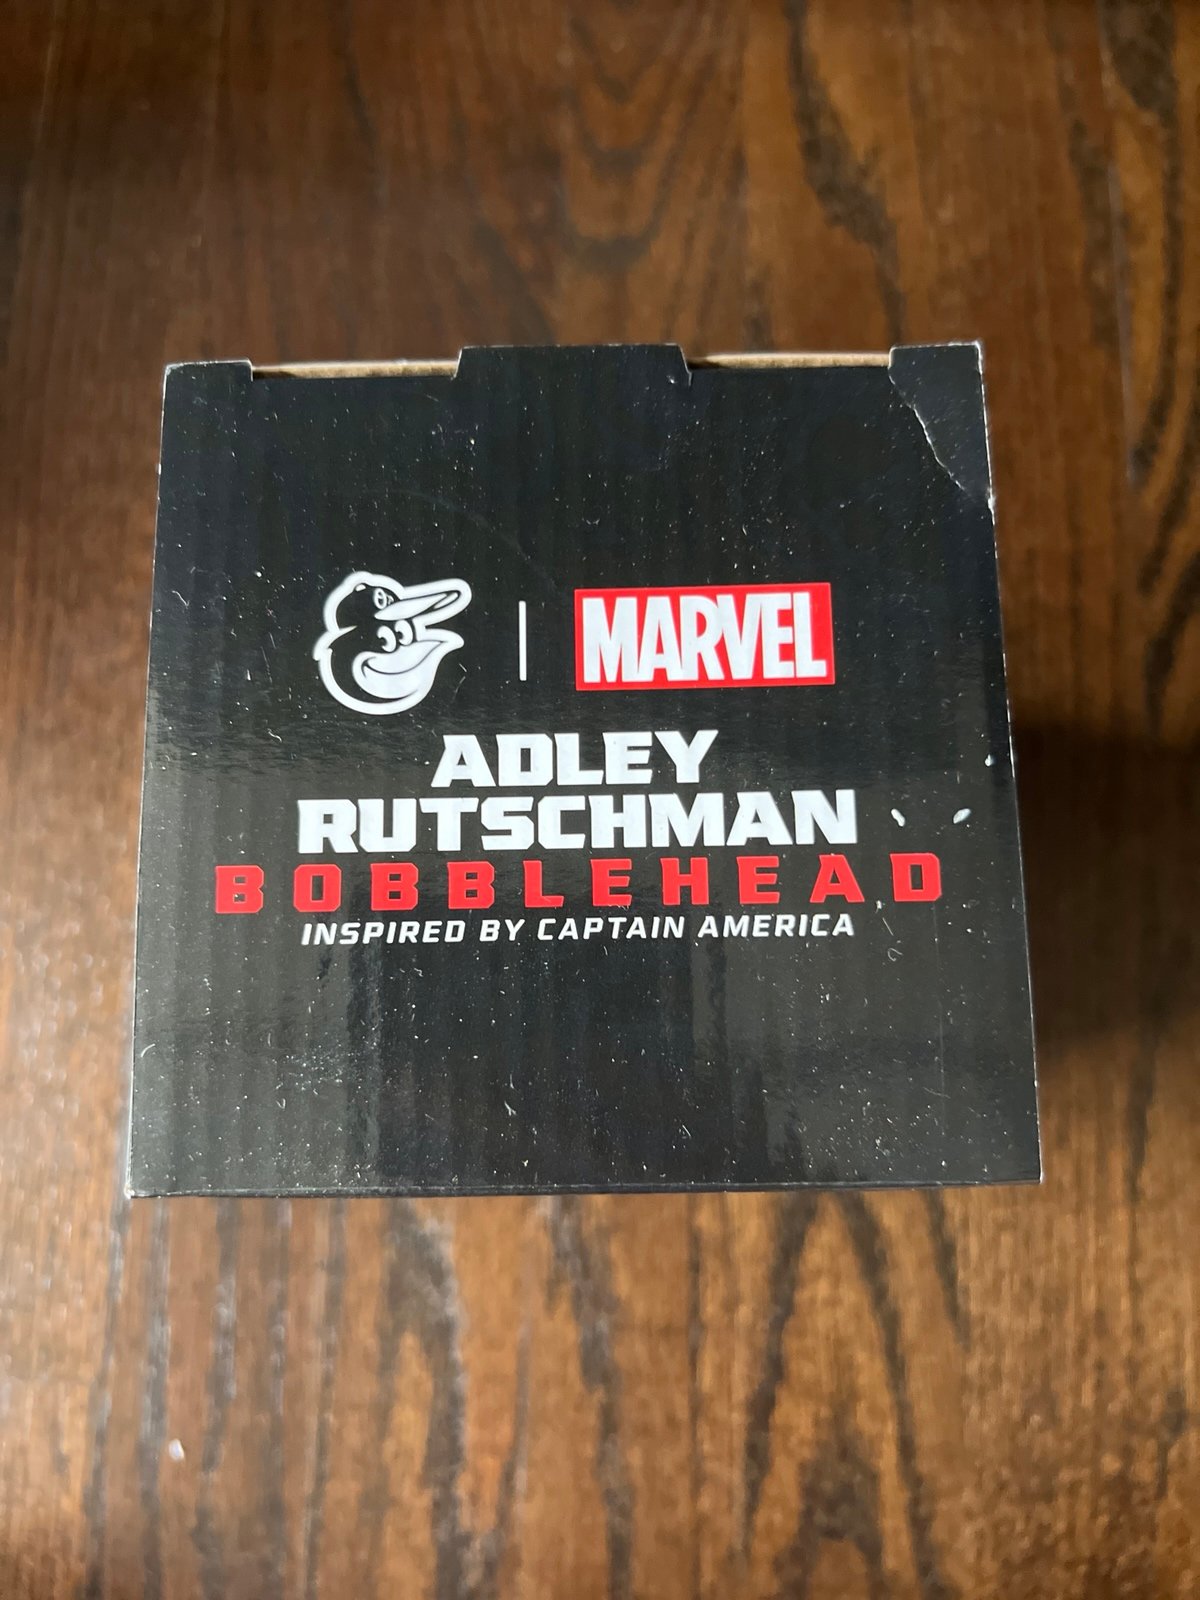 MARVEL
ADLEY
RUTSCHMAN
BOBBLEHEAD
INSPIRED BY CAPTAIN AMERICA